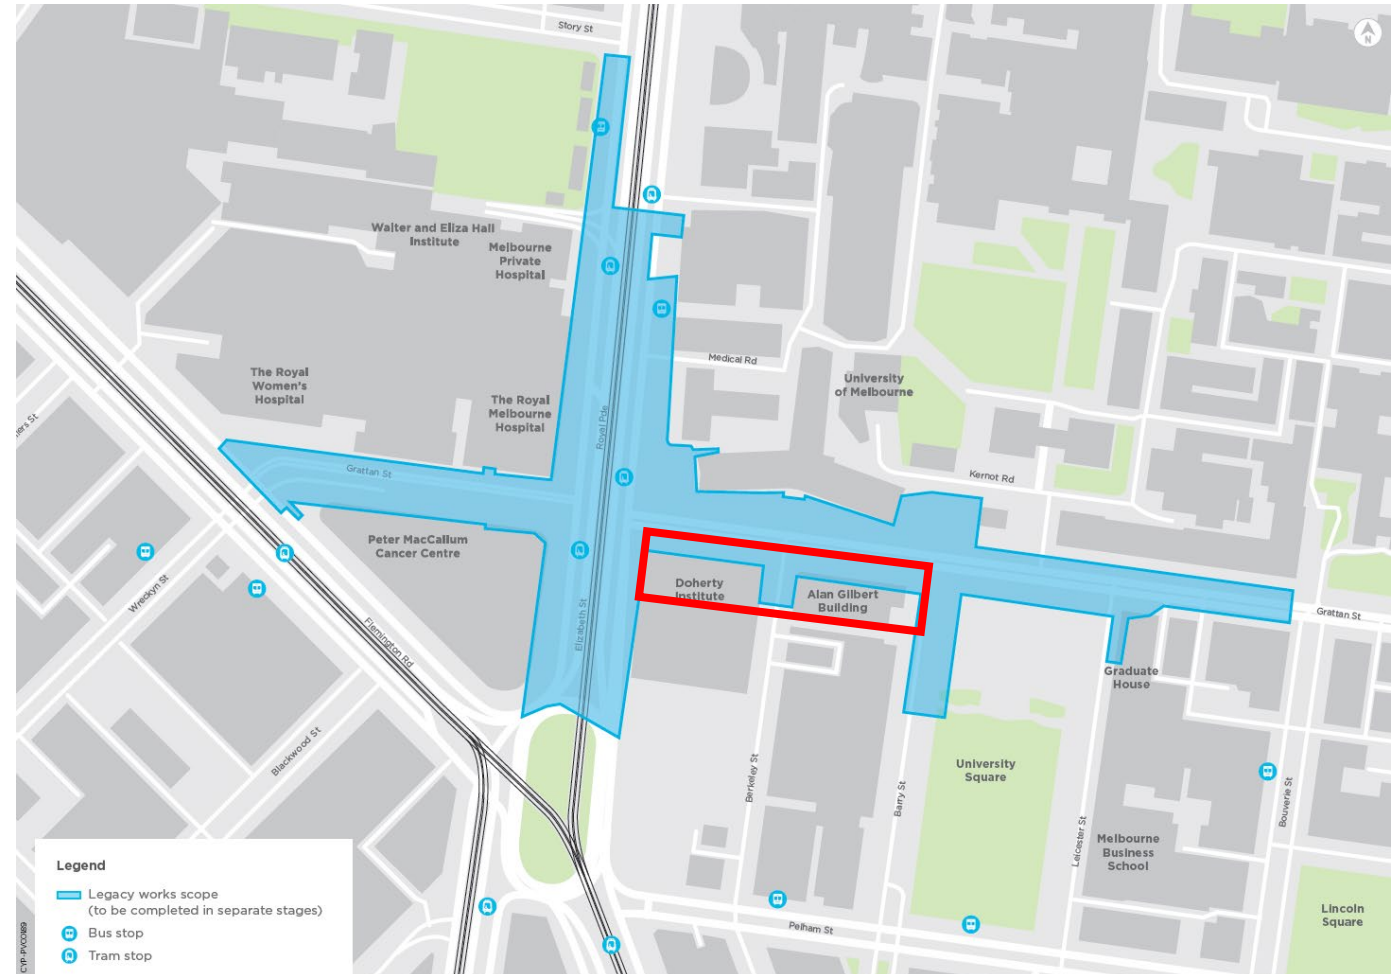 Story St
N
Walter and Eliza Hall
Institute
Melbourne
Private
Hospital
Medical Rd
The Royal
Women's
Hospital
University
of Melbourne
The Royal
Melbourne
Hospital
Royal Pde
ers St
Grattan St
Kernot Rd
Peter MacCallum
Cancer Centre
Doherty
Institute
Alan Gilbert
Building
Wreckyn St
Flemington Rd
Elizabeth St
Grattan St
Graduate
House
Blackwood St
Berkeley St
Barry St
University
Square
Leicester St
Bouverie St
Melbourne
Business
School
Pelham St
Lincoln
Square
Legend
Legacy works scope
(to be completed in separate stages)
Bus stop
Tram stop